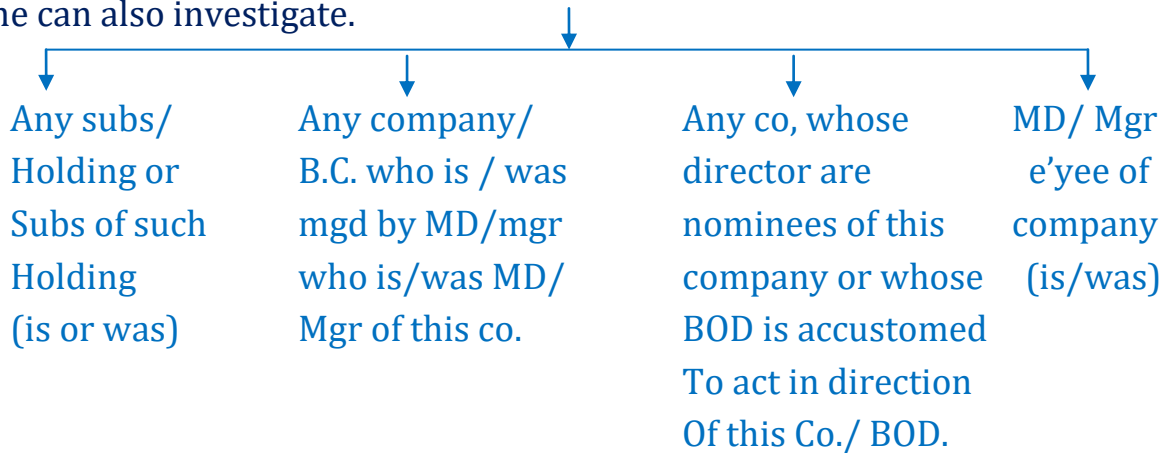 ne can also investigate.
Any subs/
Holding or
Subs of such
Holding
(is or was)
Any company/
B.C. who is / was
mgd by MD/mgr
who is/was MD/
Mgr of this co.
Any co, whose
director are
nominees of this
company or whose
BOD is accustomed
To act in direction
Of this Co./ BOD.
MD/ Mgr
e’yee of
company
(is/was)